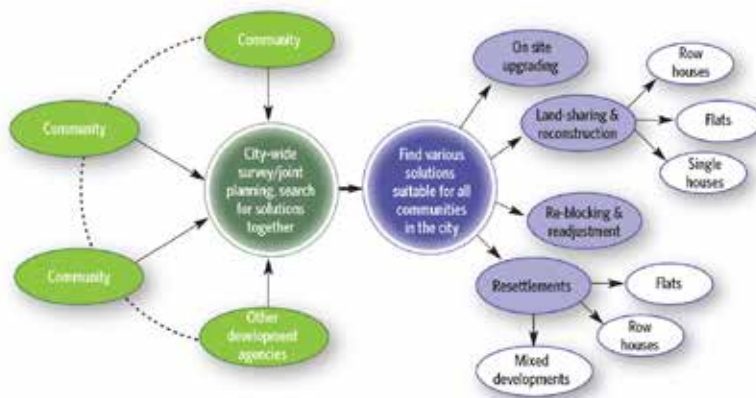 Community
Community
Community
Other
development
agencies
City-wide
survey/joint
planning, search
for solutions
together
Find various
solutions
suitable for all
communities
in the city
On site
upgrading
Land-sharing &
reconstruction
Row
houses
Flats
Single
houses
Re-blocking &
readjustment
Resettlements
Flats
Row
houses
Mixed
developments